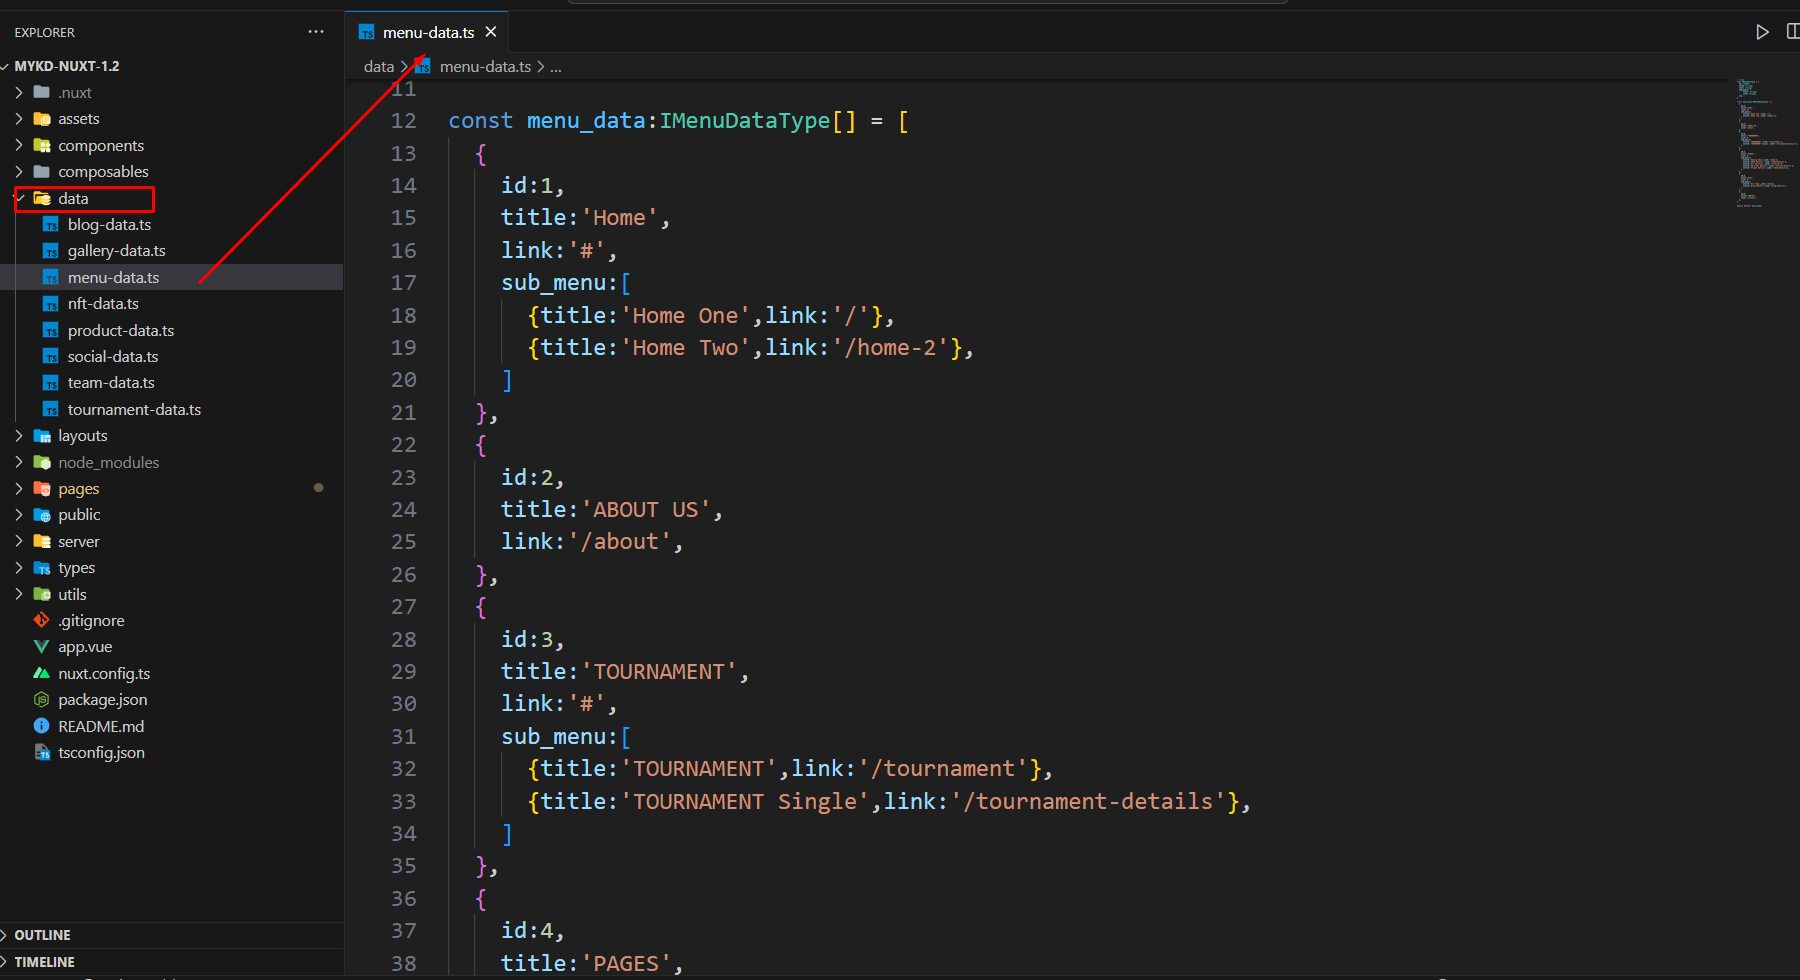 EXPLORER
MYKD-NUXT-1.2
.nuxt
assets
components
composables
data
blog-data.ts
gallery-data.ts
menu-data.ts
nft-data.ts
product-data.ts
social-data.ts
team-data.ts
tournament-data.ts
layouts
node_modules
pages
public
server
types
utils
.gitignore
app.vue
nuxt.config.ts
package.json
README.md
tsconfig.json
OUTLINE
TIMELINE
menu-data.ts
data > menu-data.ts > ...
11
12 const menu_data:IMenuDataType[] = [
13 {
14 id:1,
15 title:'Home',
16 link:'#',
17 sub_menu:[
18 {title:'Home One',link:'/'},
19 {title:'Home Two',link:'/home-2'},
20 ]
21 },
22 {
23 id:2,
24 title:'ABOUT US',
25 link:'/about',
26 },
27 {
28 id:3,
29 title:'TOURNAMENT',
30 link:'#',
31 sub_menu:[
32 {title:'TOURNAMENT',link:'/tournament'},
33 {title:'TOURNAMENT Single',link:'/tournament-details'},
34 ]
35 },
36 {
37 id:4,
38 title:'PAGES',